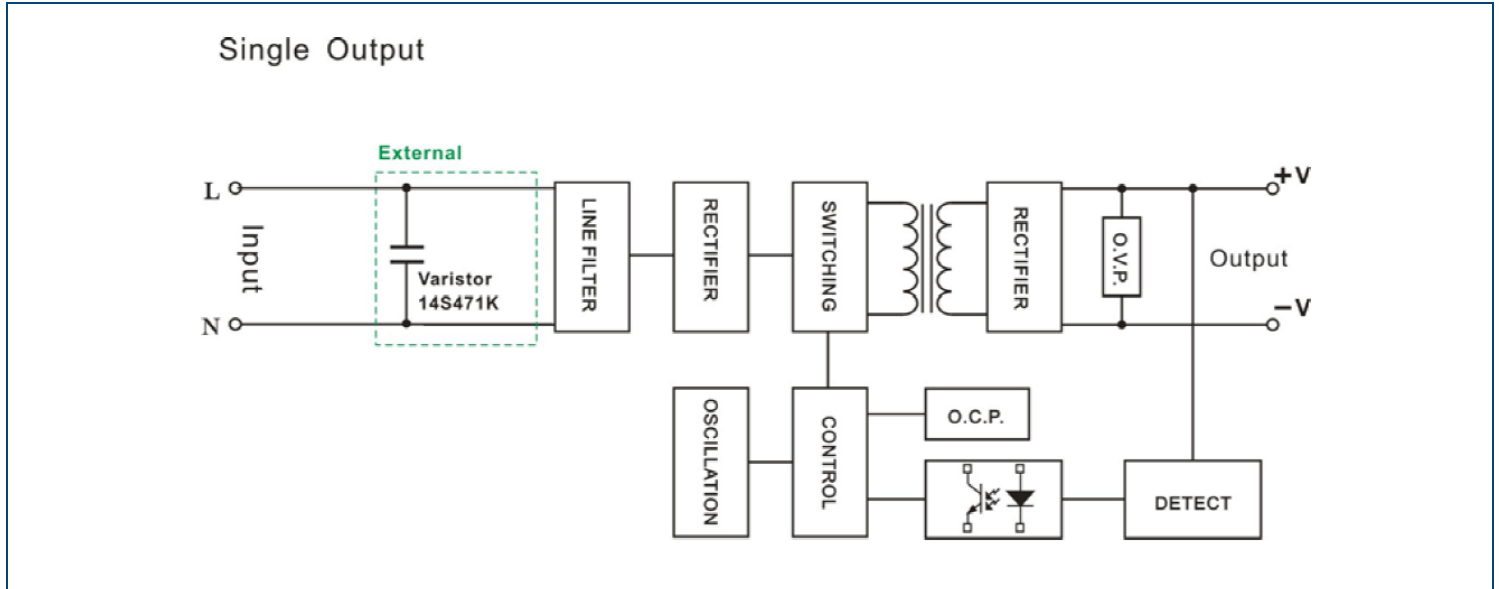 Single Output
External
L
+V
Input
LINE FILTER
RECTIFIER
SWITCHING
RECTIFIER
O.V.P.
Output
Varistor
14S471K
N
-V
OSCILLATION
CONTROL
O.C.P.
DETECT